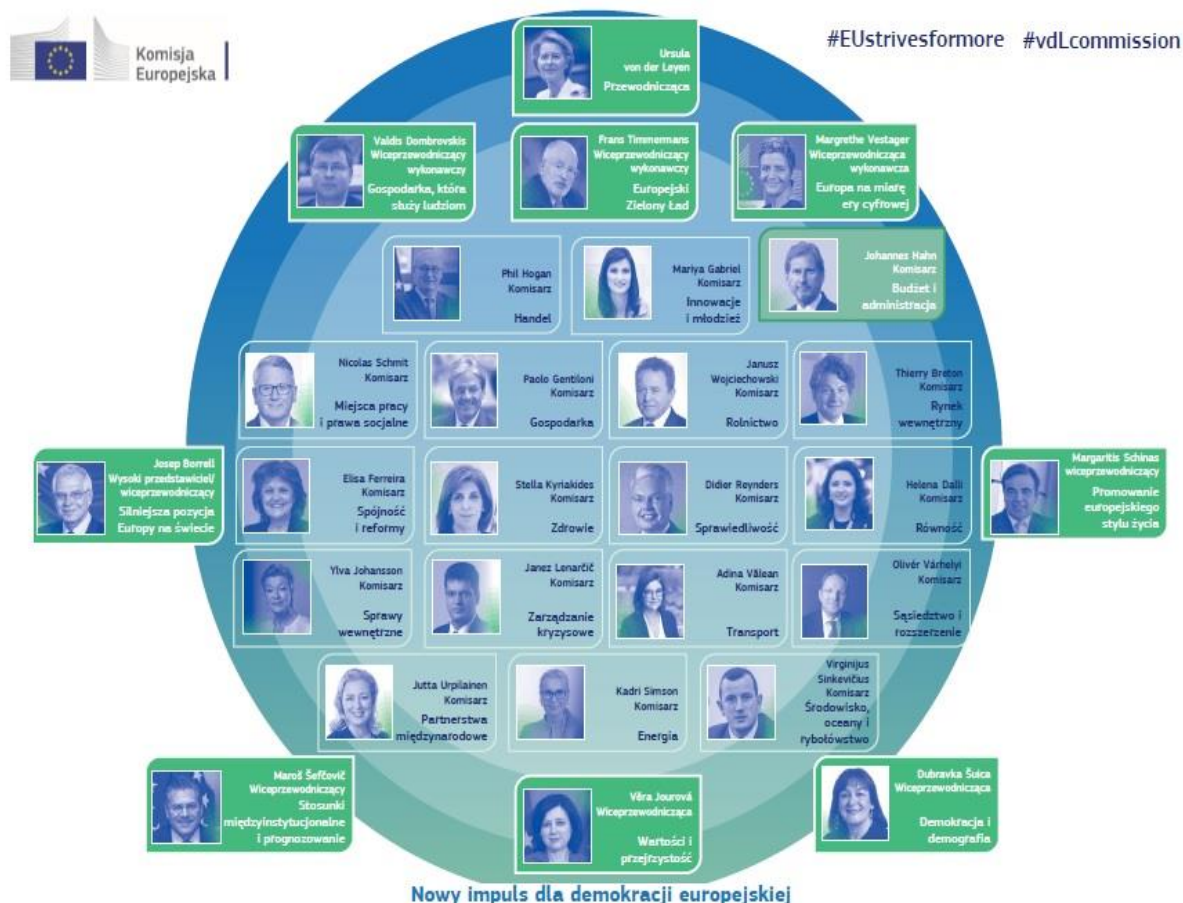 Komisja
Europejska
#EUstrivesformore #vdLcommission
Ursula
von der Leyen
Przewodnicząca
Valdis Dombrovskis
Wiceprzewodniczący
wykonawczy
Gospodarka, która
służy ludziom
Frans Timmermans
Wiceprzewodniczący
wykonawczy
Europejski
Zielony Ład
Margrethe Vestager
Wiceprzewodnicząca
wykonawcza
Europa na miarę
ery cyfrowej
Phil Hogan
Komisarz
Handel
Mariya Gabriel
Komisarz
Innowacje
i młodzież
Johannes Hahn
Komisarz
Budżet i
administracja
Nicolas Schmit
Komisarz
Miejsca pracy
i prawa socjalne
Paolo Gentiloni
Komisarz
Gospodarka
Janusz
Wojciechowski
Komisarz
Rolnictwo
Thierry Breton
Komisarz
Rynek
wewnętrzny
Josep Borrell
Wysoki przedstawiciel/
wiceprzewodniczący
Silniejsza pozycja
Europy na świecie
Elisa Ferreira
Komisarz
Spójność
i reformy
Stella Kyriakides
Komisarz
Zdrowie
Didier Reynders
Komisarz
Sprawiedliwość
Helena Dalli
Komisarz
Równość
Margaritis Schinas
wiceprzewodniczący
Promowanie
europejskiego
stylu życia
Ylva Johansson
Komisarz
Sprawy
wewnętrzne
Janez Lenarčič
Komisarz
Zarządzanie
kryzysowe
Adina Vălean
Komisarz
Transport
Olivér Várhelyi
Komisarz
Sąsiedztwo i
rozszerzenie
Jutta Urpilainen
Komisarz
Partnerstwa
międzynarodowe
Kadri Simson
Komisarz
Energia
Virginijus
Sinkevičius
Komisarz
Środowisko,
oceany i
rybołówstwo
Maroš Šefčovič
Wiceprzewodniczący
Stosunki
międzyinstytucjonalne
i prognozowanie
Věra Jourová
Wiceprzewodnicząca
Wartości i
przejrzystość
Dubravka Šuica
Wiceprzewodnicząca
Demokracja i
demografia
Nowy impuls dla demokracji europejskiej